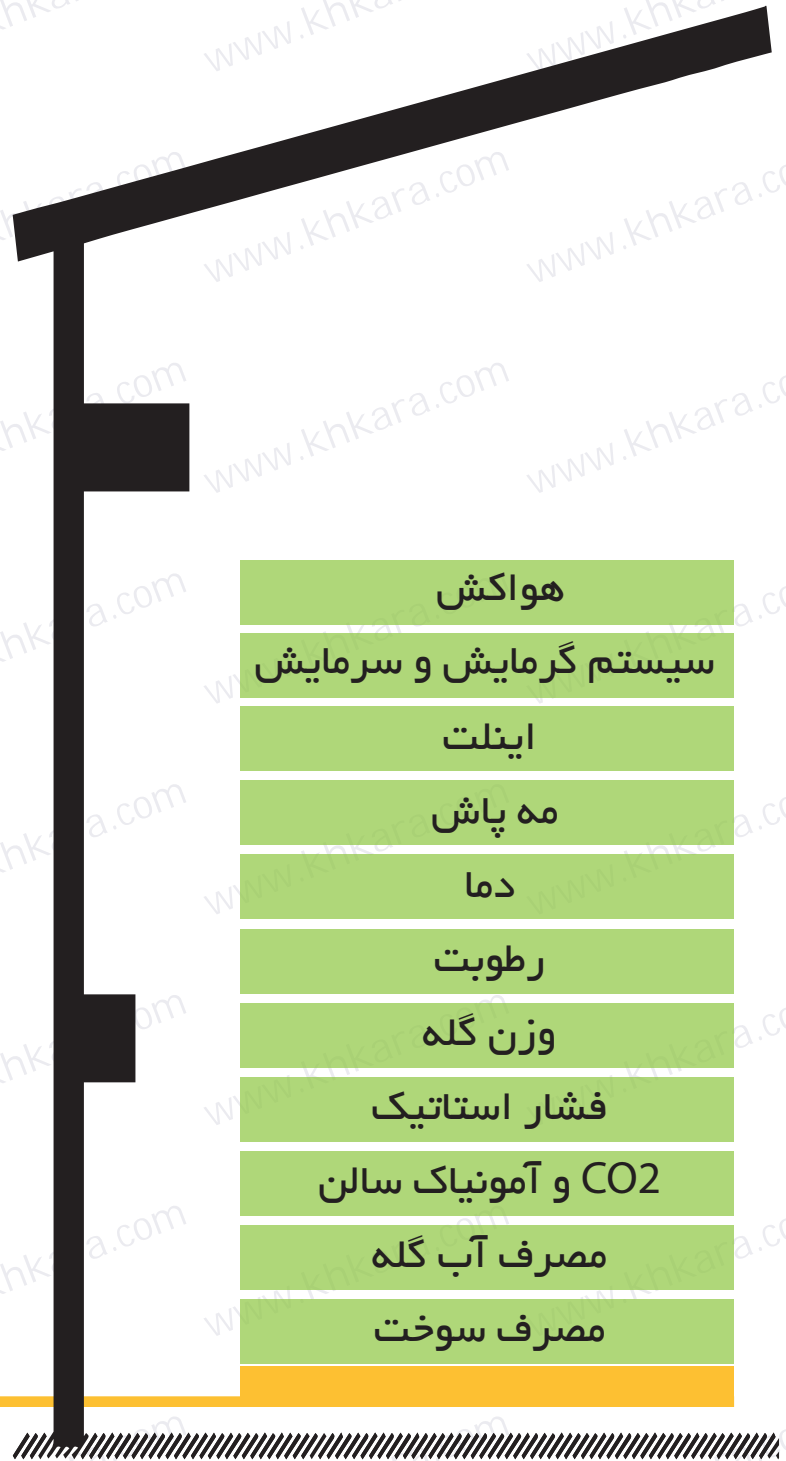 هواکش
سیستم گرمایش و سرمایش
اینلت
مه پاش
دما
رطوبت
وزن گله
فشار استاتیک
CO2 و آمونیاک سالن
مصرف آب گله
مصرف سوخت
www.khkara.com